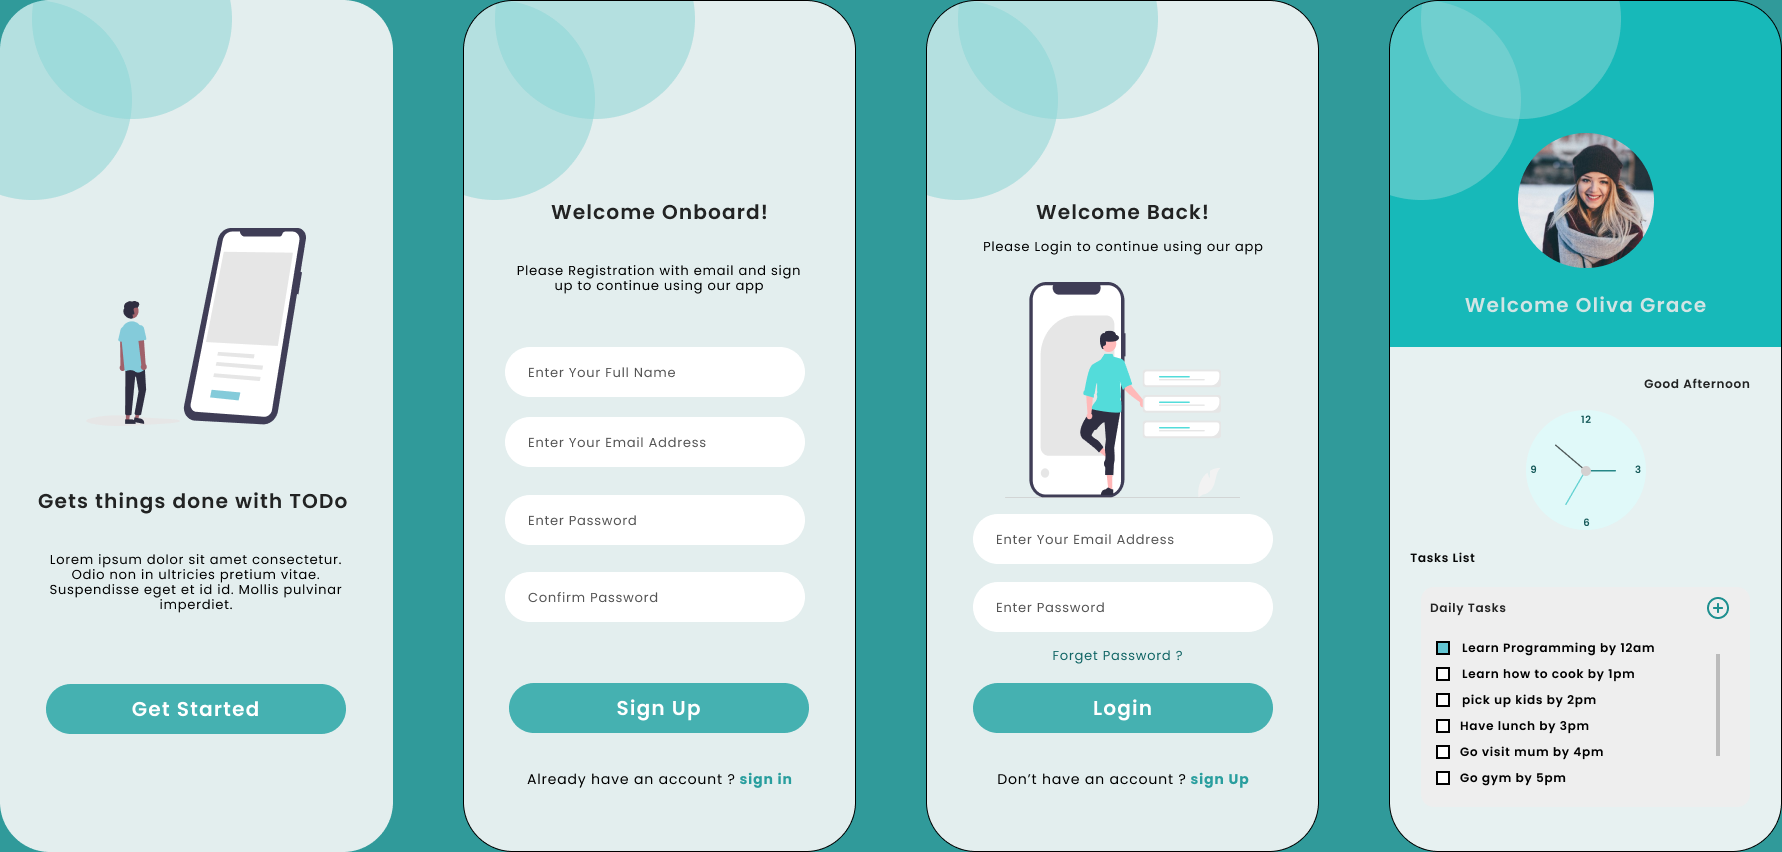 Gets things done with TODo
Lorem ipsum dolor sit amet consectetur.
Odio non in ultricies pretium vitae.
Suspendisse eget et id id. Mollis pulvinar
imperdiet.
Get Started
Welcome Onboard!
Please Registration with email and sign
up to continue using our app
Enter Your Full Name
Enter Your Email Address
Enter Password
Confirm Password
Sign Up
Already have an account ? sign in
Welcome Back!
Please Login to continue using our app
Enter Your Email Address
Enter Password
Forget Password ?
Login
Don’t have an account ? sign Up
Welcome Oliva Grace
Good Afternoon
12
9 3
6
Tasks List
Daily Tasks
Learn Programming by 12am
Learn how to cook by 1pm
pick up kids by 2pm
Have lunch by 3pm
Go visit mum by 4pm
Go gym by 5pm